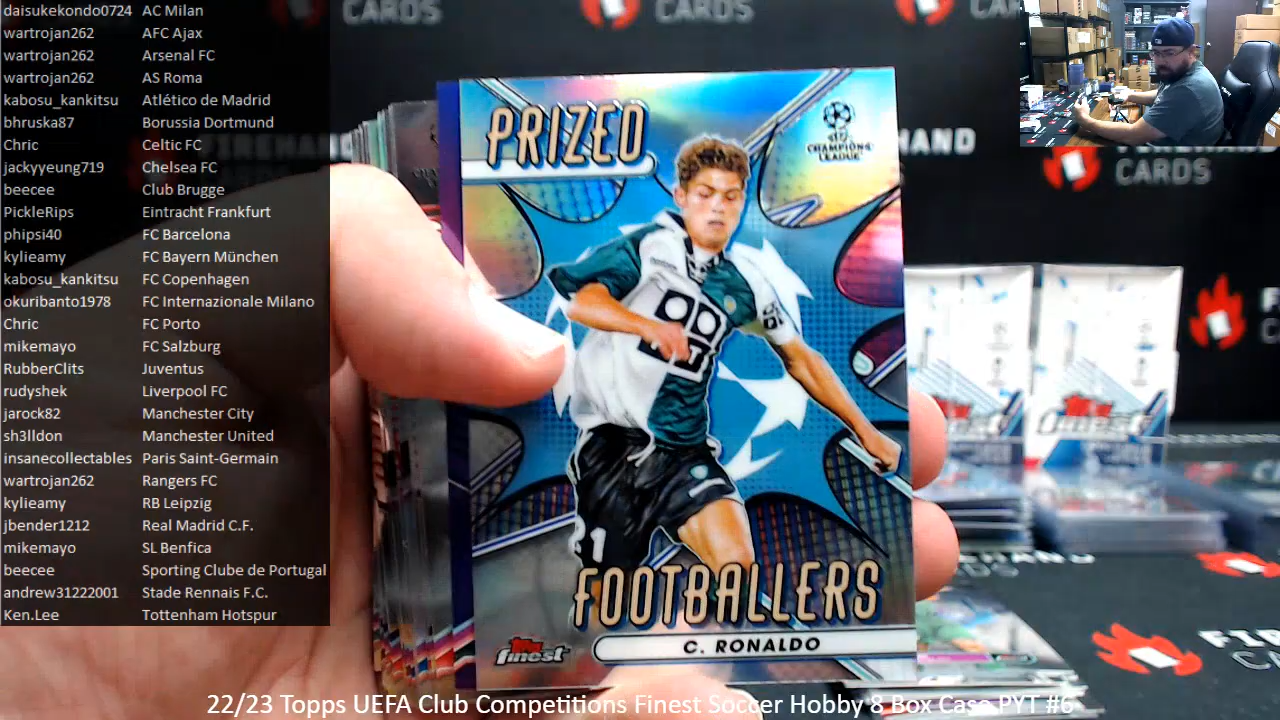 daisukekondo0724 AC Milan
wartrojan262 AFC Ajax
wartrojan262 Arsenal FC
wartrojan262 AS Roma
kabosu_kankitsu Atlético de Madrid
bhruska87 Borussia Dortmund
Chric Celtic FC
jackyyeung719 Chelsea FC
beecee Club Brugge
PickleRips Eintracht Frankfurt
phipsi40 FC Barcelona
kylieamy FC Bayern München
kabosu_kankitsu FC Copenhagen
okuribanto1978 FC Internazionale Milano
Chric FC Porto
mikemayo FC Salzburg
RubberClits Juventus
rudyshek Liverpool FC
jarock82 Manchester City
sh3lldon Manchester United
insanecollectables Paris Saint-Germain
wartrojan262 Rangers FC
kylieamy RB Leipzig
jbender1212 Real Madrid C.F.
mikemayo SL Benfica
beecee Sporting Clube de Portugal
andrew31222001 Stade Rennais F.C.
Ken.Lee Tottenham Hotspur
PRIZED
UEFA
CHAMPIONS
LEAGUE
FOOTBALLERS
Topps
finest
C. RONALDO
CARDS
CARDS
CARDS
Finest
22/23 Topps UEFA Club Competitions Finest Soccer Hobby 8 Box Case PYT #6